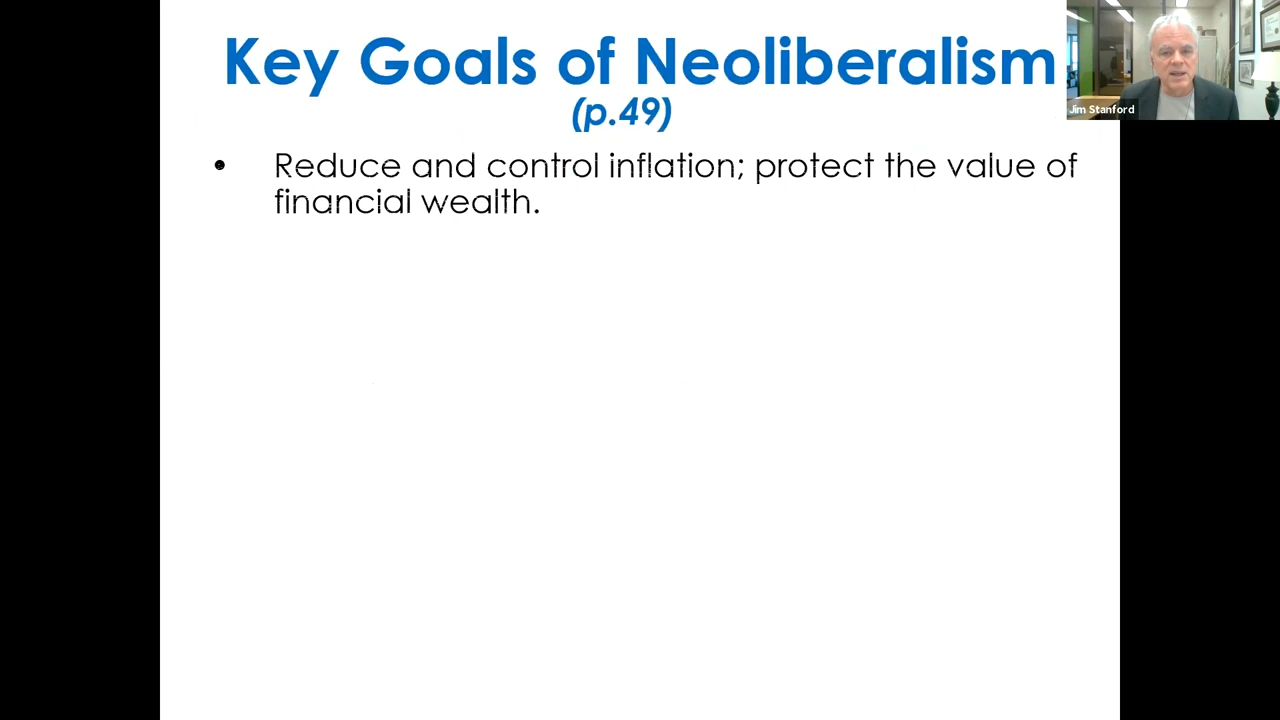 Key Goals of Neoliberalism
(p.49)
Jim Stanford
• Reduce and control inflation; protect the value of
financial wealth.